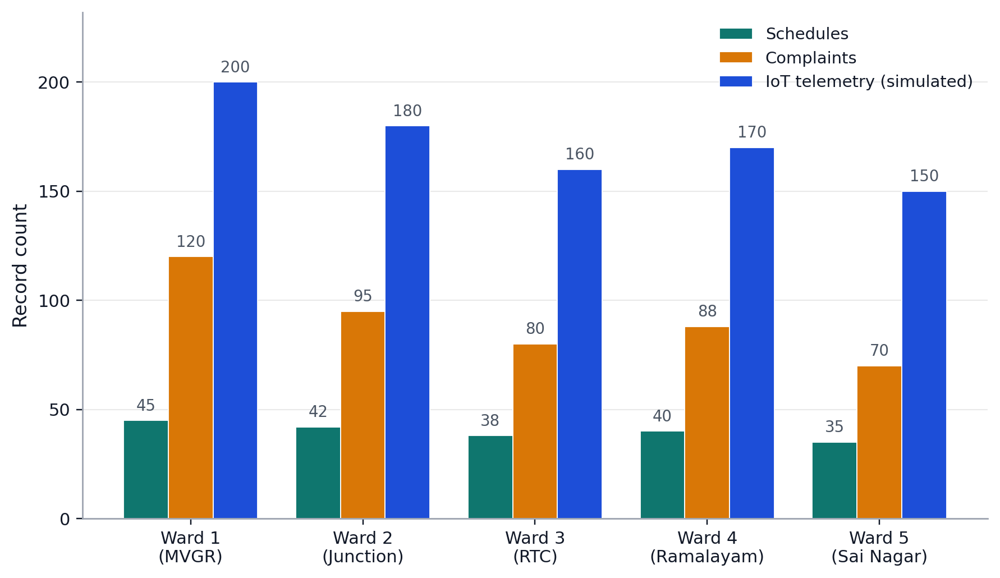 Schedules
Complaints
IoT telemetry (simulated)
Record count
200
150
100
50
0
45
120
200
42
95
180
38
80
160
40
88
170
35
70
150
Ward 1
(MVGR)
Ward 2
(Junction)
Ward 3
(RTC)
Ward 4
(Ramalayam)
Ward 5
(Sai Nagar)